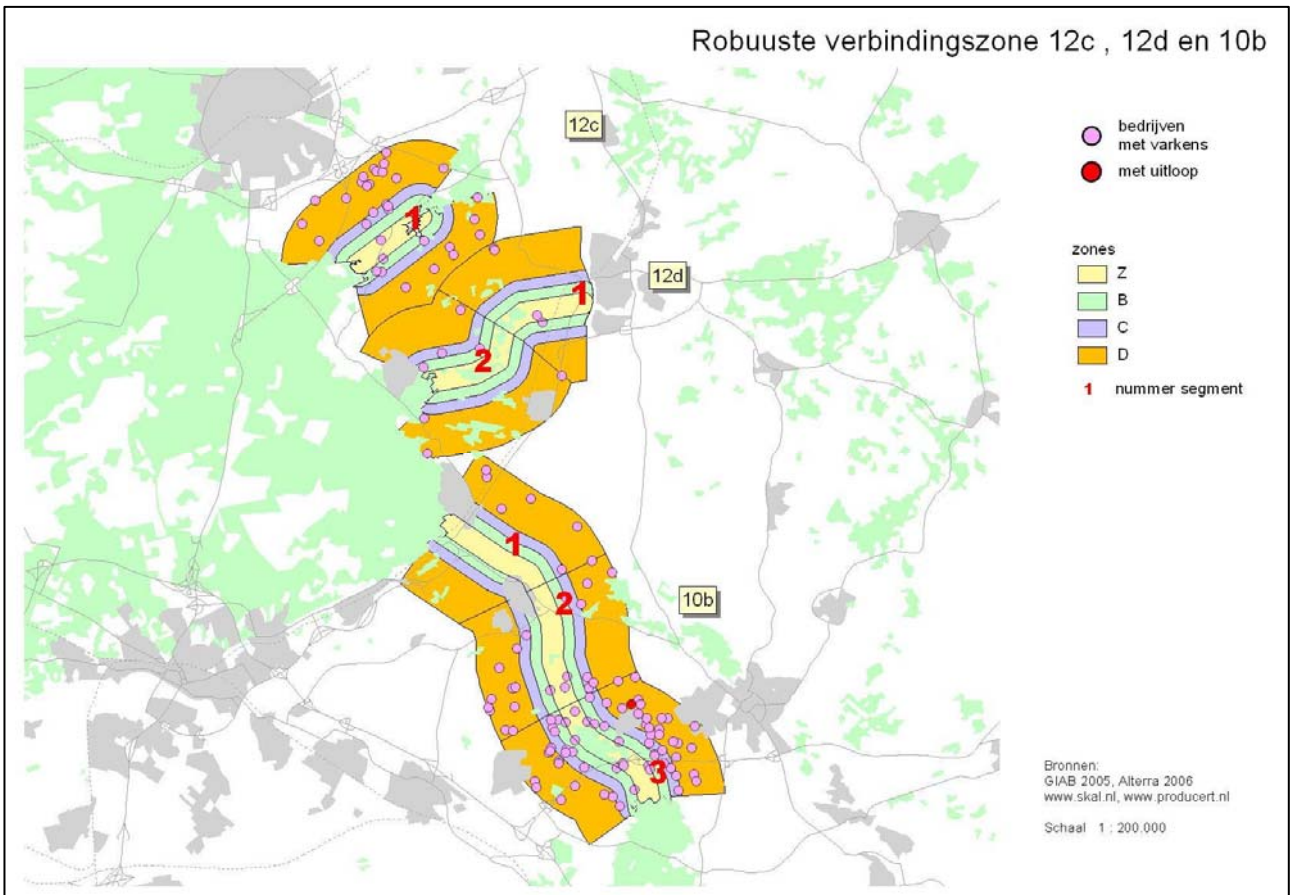 Robuuste verbindingszone 12c , 12d en 10b
12c
bedrijven
met varkens
met uitloop
1
zones
12d
Z
1
B
C
2
D
1 nummer segment
1
2
10b
3
Bronnen:
GIAB 2005, Alterra 2006
www.skal.nl, www.producert.nl
Schaal 1 : 200.000